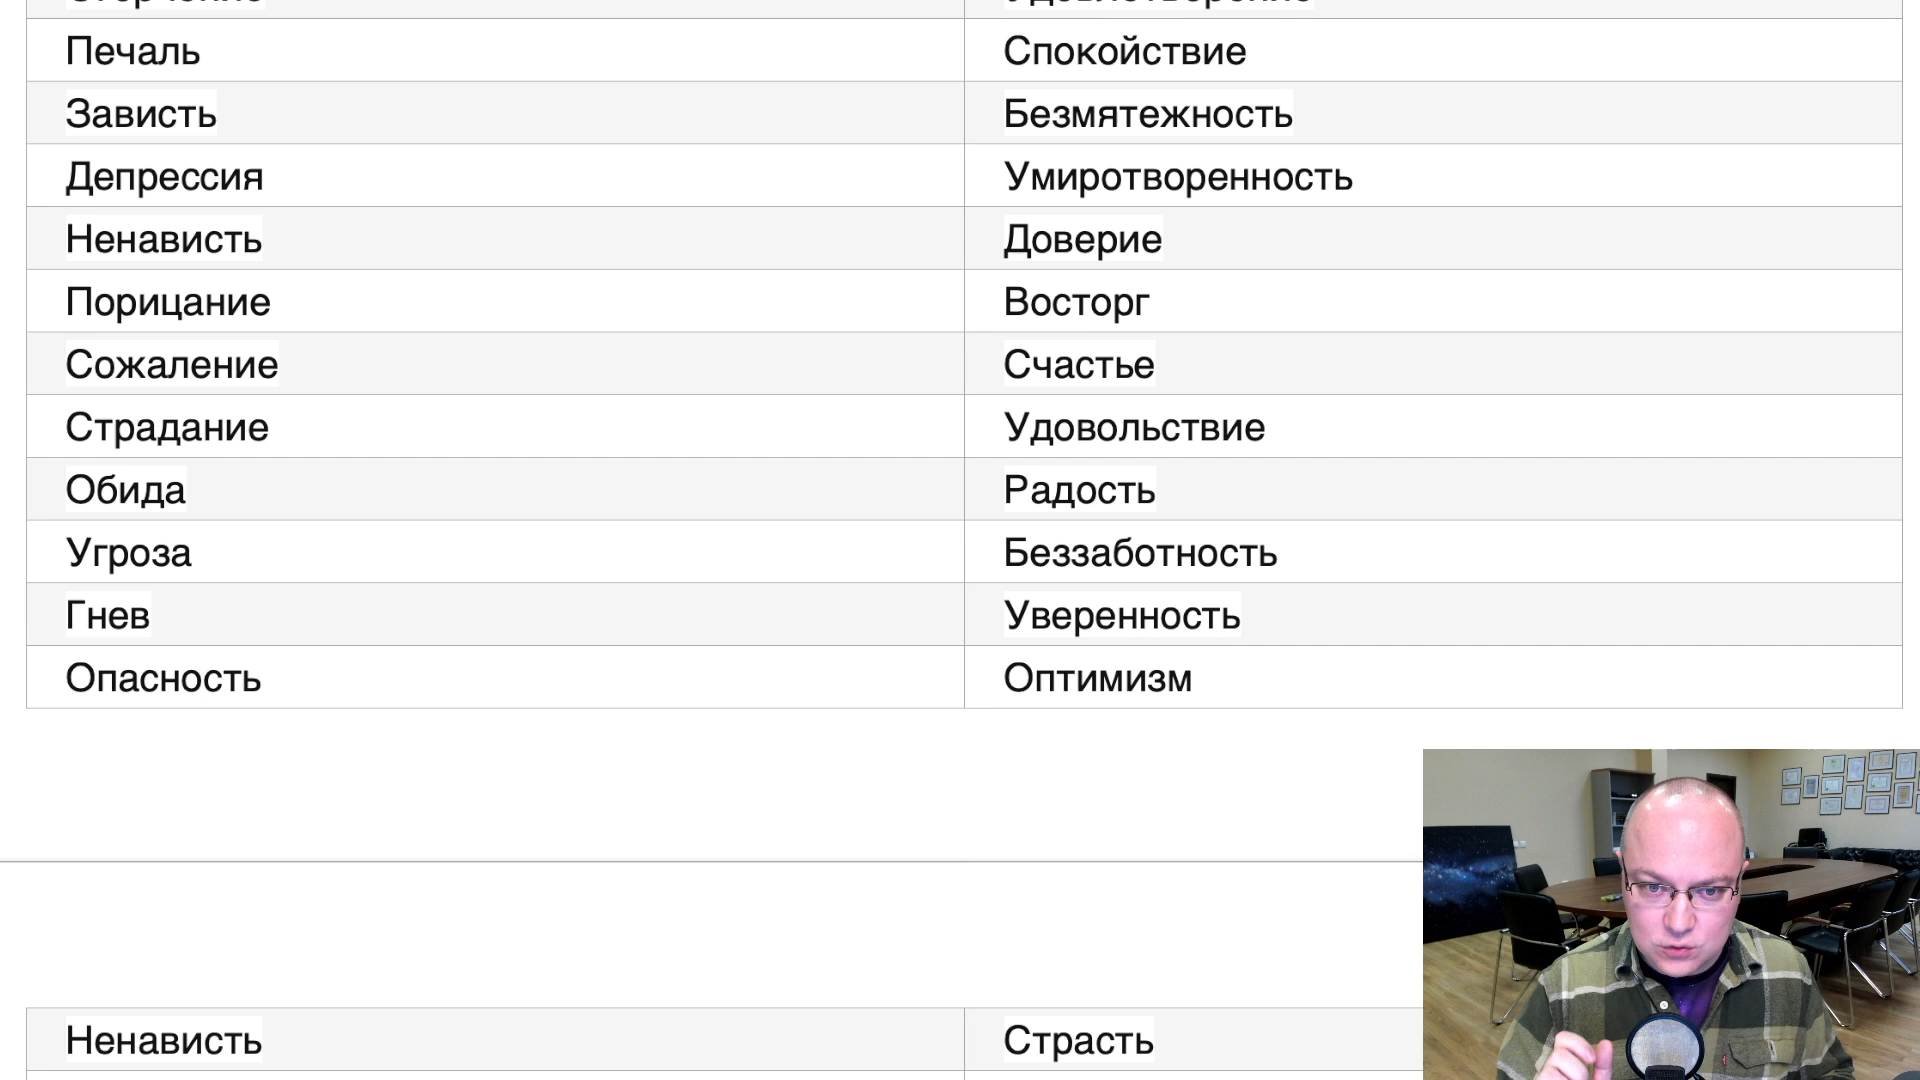 Печаль Спокойствие
Зависть Безмятежность
Депрессия Умиротворенность
Ненависть Доверие
Порицание Восторг
Сожаление Счастье
Страдание Удовольствие
Обида Радость
Угроза Беззаботность
Гнев Уверенность
Опасность Оптимизм
Ненависть Страсть